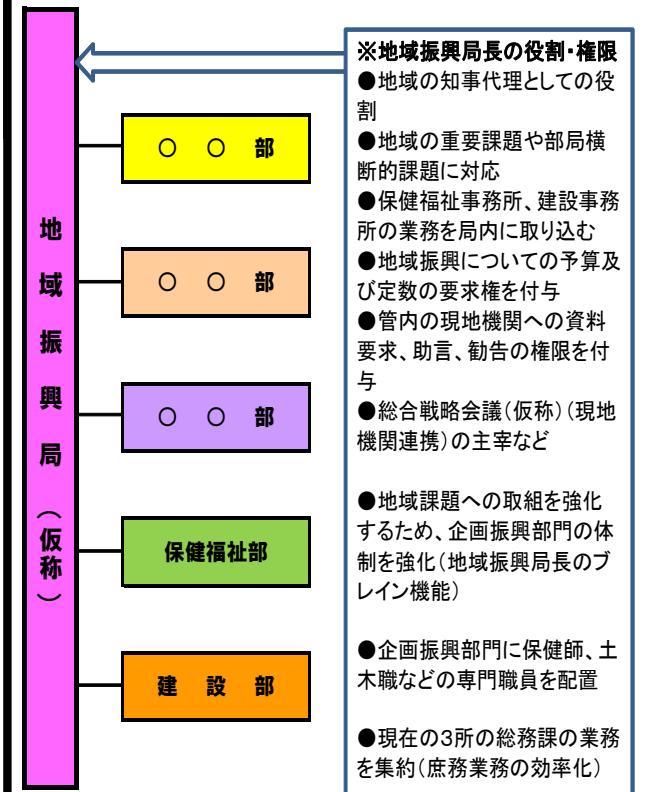 地域振興局（仮称）
○　○　部
○　○　部
○　○　部
保健福祉部
建　設　部
※地域振興局長の役割・権限
●地域の知事代理としての役
割
●地域の重要課題や部局横
断的課題に対応
●保健福祉事務所、建設事務
所の業務を局内に取り込む
●地域振興についての予算及
び定数の要求権を付与
●管内の現地機関への資料
要求、助言、勧告の権限を付
与
●総合戦略会議（仮称）（現地
機関連携）の主宰など
●地域課題への取組を強化
するため、企画振興部門の体
制を強化（地域振興局長のブ
レイン機能）
●企画振興部門に保健師、土
木職などの専門職員を配置
●現在の3所の総務課の業務
を集約（庶務業務の効率化）